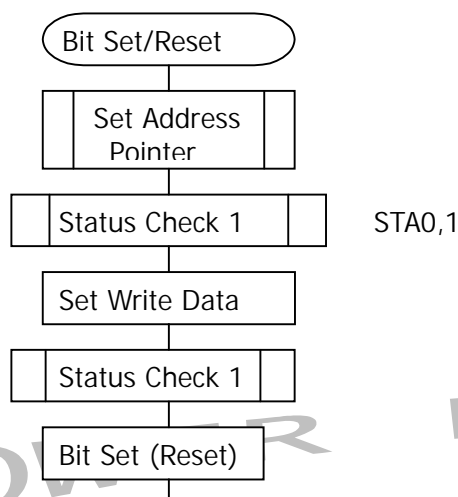 Bit Set/Reset
Set Address
Pointer
Status Check 1 STA0,1
Set Write Data
Status Check 1
Bit Set (Reset)